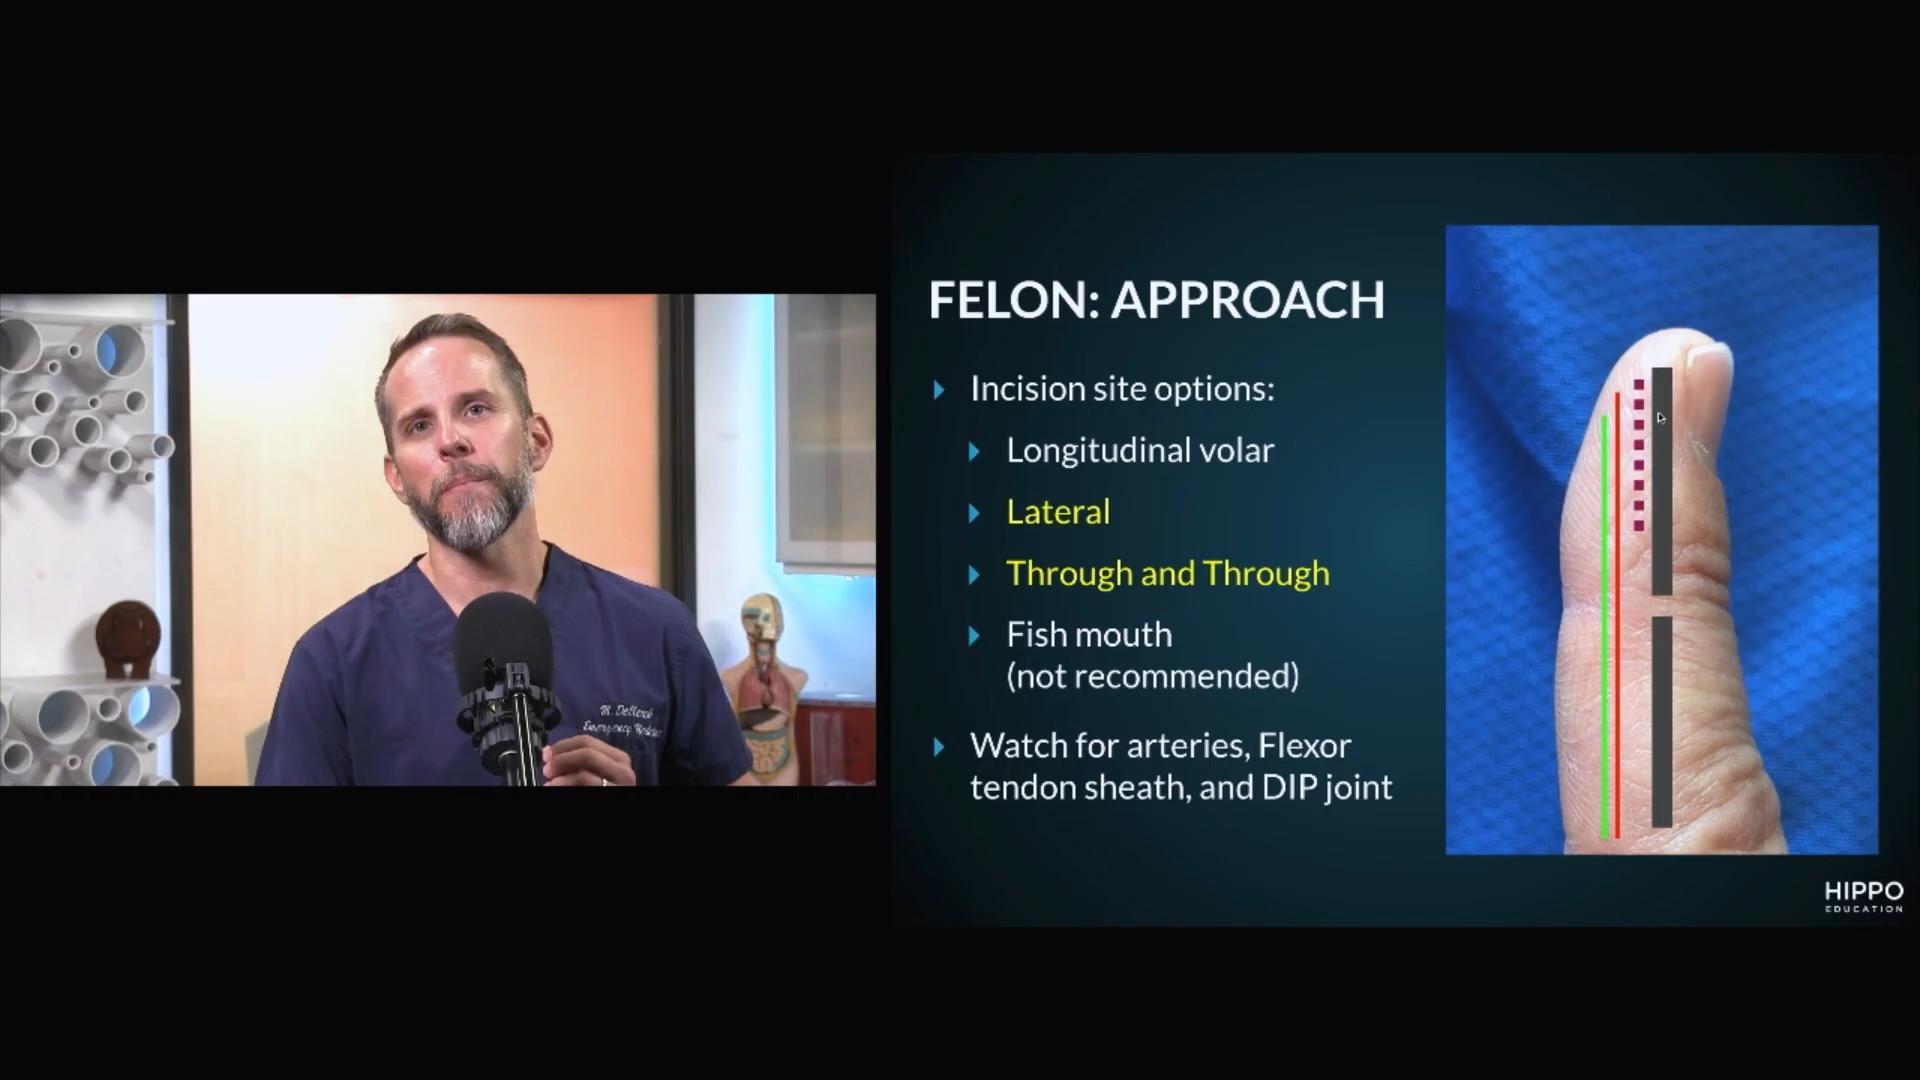 FELON: APPROACH
Incision site options:
Longitudinal volar
Lateral
Through and Through
Fish mouth
(not recommended)
Watch for arteries, Flexor
tendon sheath, and DIP joint
HIPPO
EDUCATION
M.
Emergency